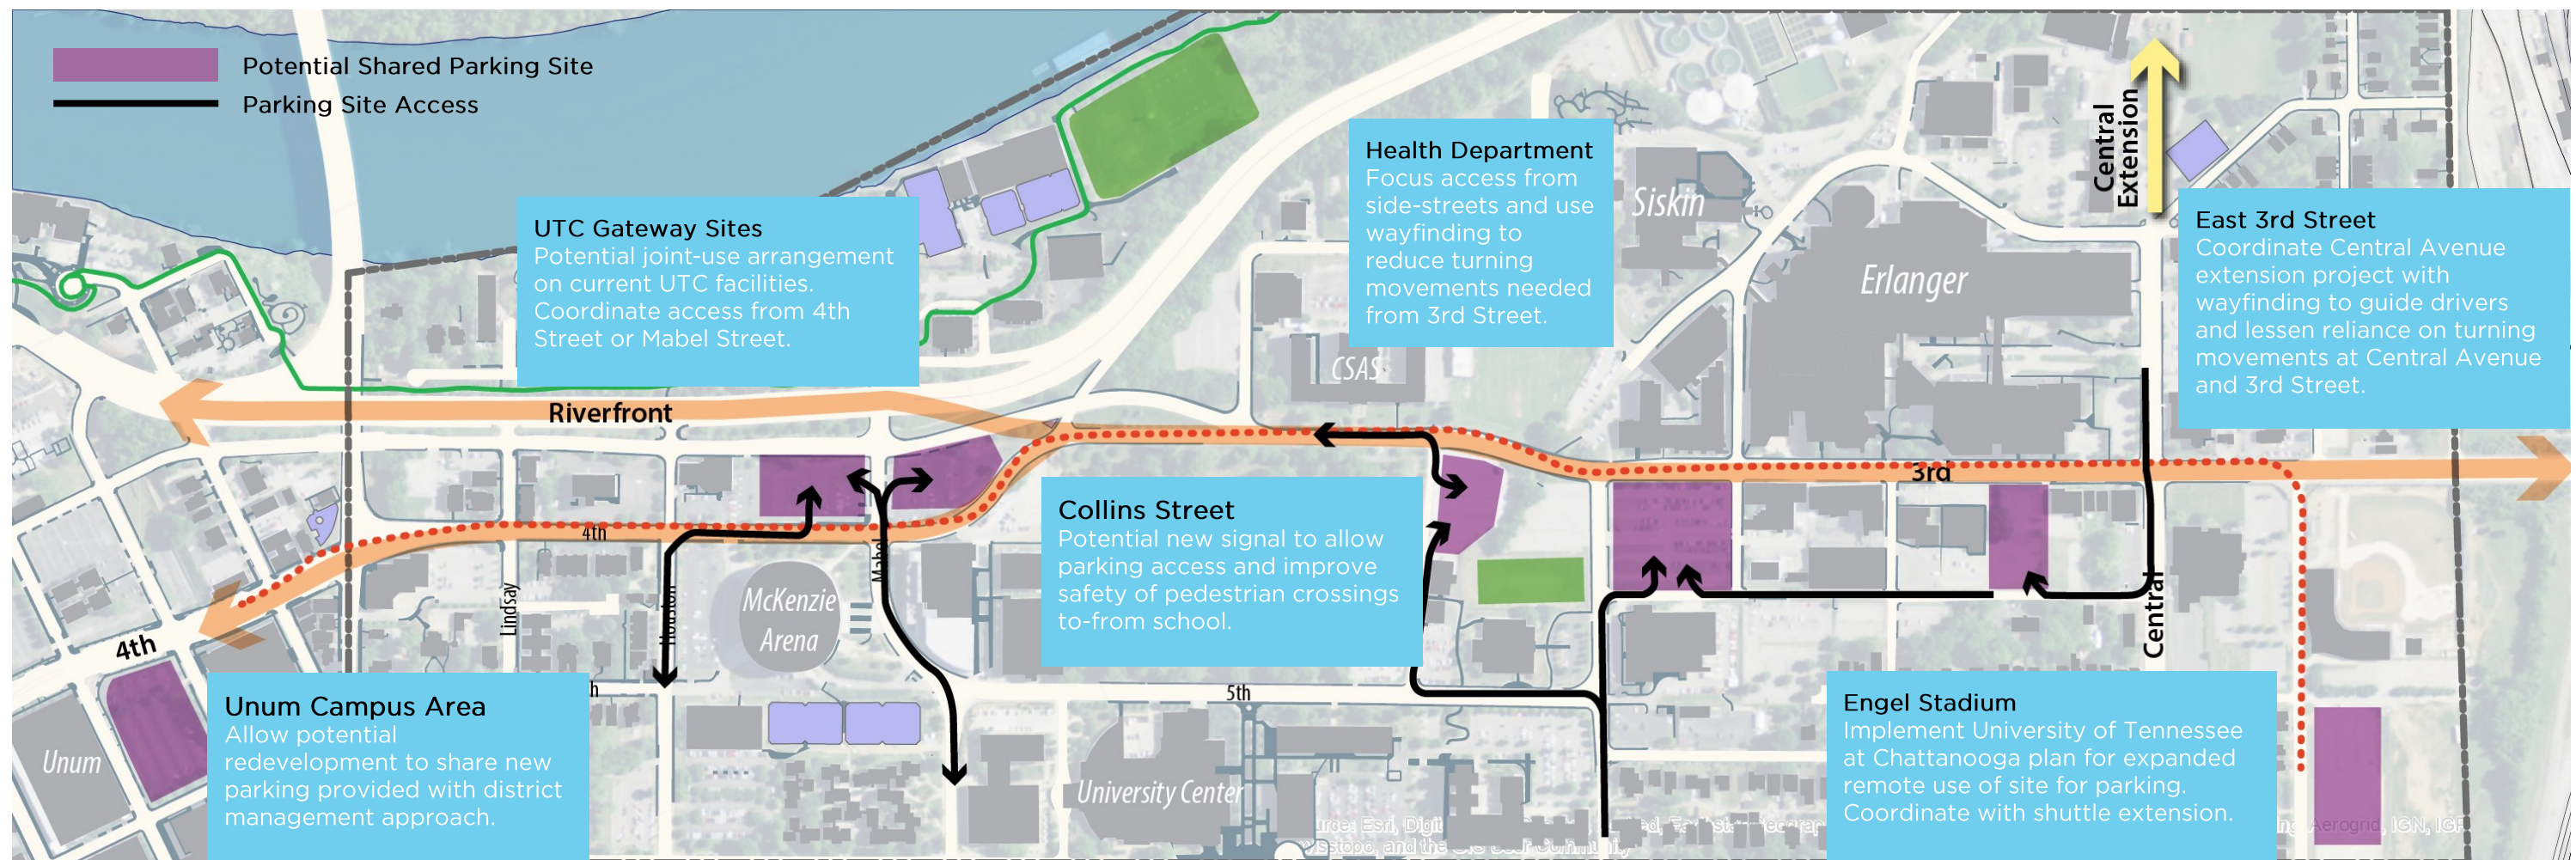 Potential Shared Parking Site
Parking Site Access
UTC Gateway Sites
Potential joint-use arrangement
on current UTC facilities.
Coordinate access from 4th
Street or Mabel Street.
Health Department
Focus access from
side-streets and use
wayfinding to
reduce turning
movements needed
from 3rd Street.
Siskin
Erlanger
CSAS
Central
Extension
East 3rd Street
Coordinate Central Avenue
extension project with
wayfinding to guide drivers
and lessen reliance on turning
movements at Central Avenue
and 3rd Street.
Riverfront
3rd
4th
Lindsay
Houston
Mabel
McKenzie
Arena
Collins Street
Potential new signal to allow
parking access and improve
safety of pedestrian crossings
to-from school.
Central
4th
Unum
Unum Campus Area
Allow potential
redevelopment to share new
parking provided with district
management approach.
h
5th
University Center
Engel Stadium
Implement University of Tennessee
at Chattanooga plan for expanded
remote use of site for parking.
Coordinate with shuttle extension.
Esri,
Aerogrid, IGN,
and the